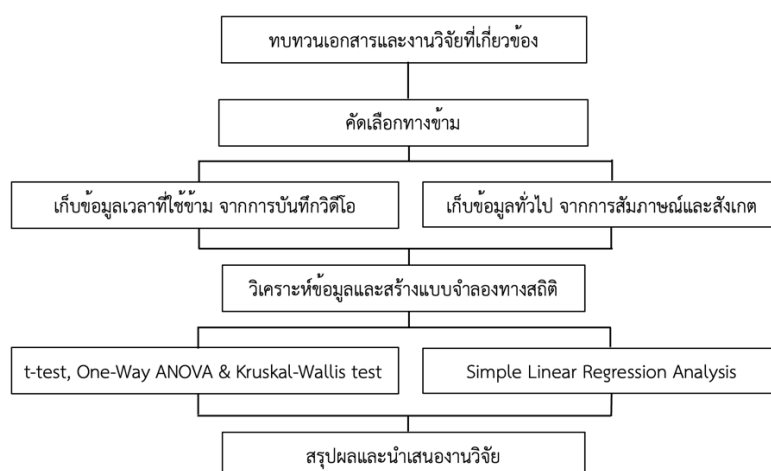 ทบทวนเอกสารและงานวิจัยที่เกี่ยวข้อง
คัดเลือกทางข้าม
เก็บข้อมูลเวลาที่ใช้ข้าม จากการบันทึกวิดีโอ
เก็บข้อมูลทั่วไป จากการสัมภาษณ์และสังเกต
วิเคราะห์ข้อมูลและสร้างแบบจำลองทางสถิติ
t-test, One-Way ANOVA & Kruskal-Wallis test
Simple Linear Regression Analysis
สรุปผลและนำเสนองานวิจัย